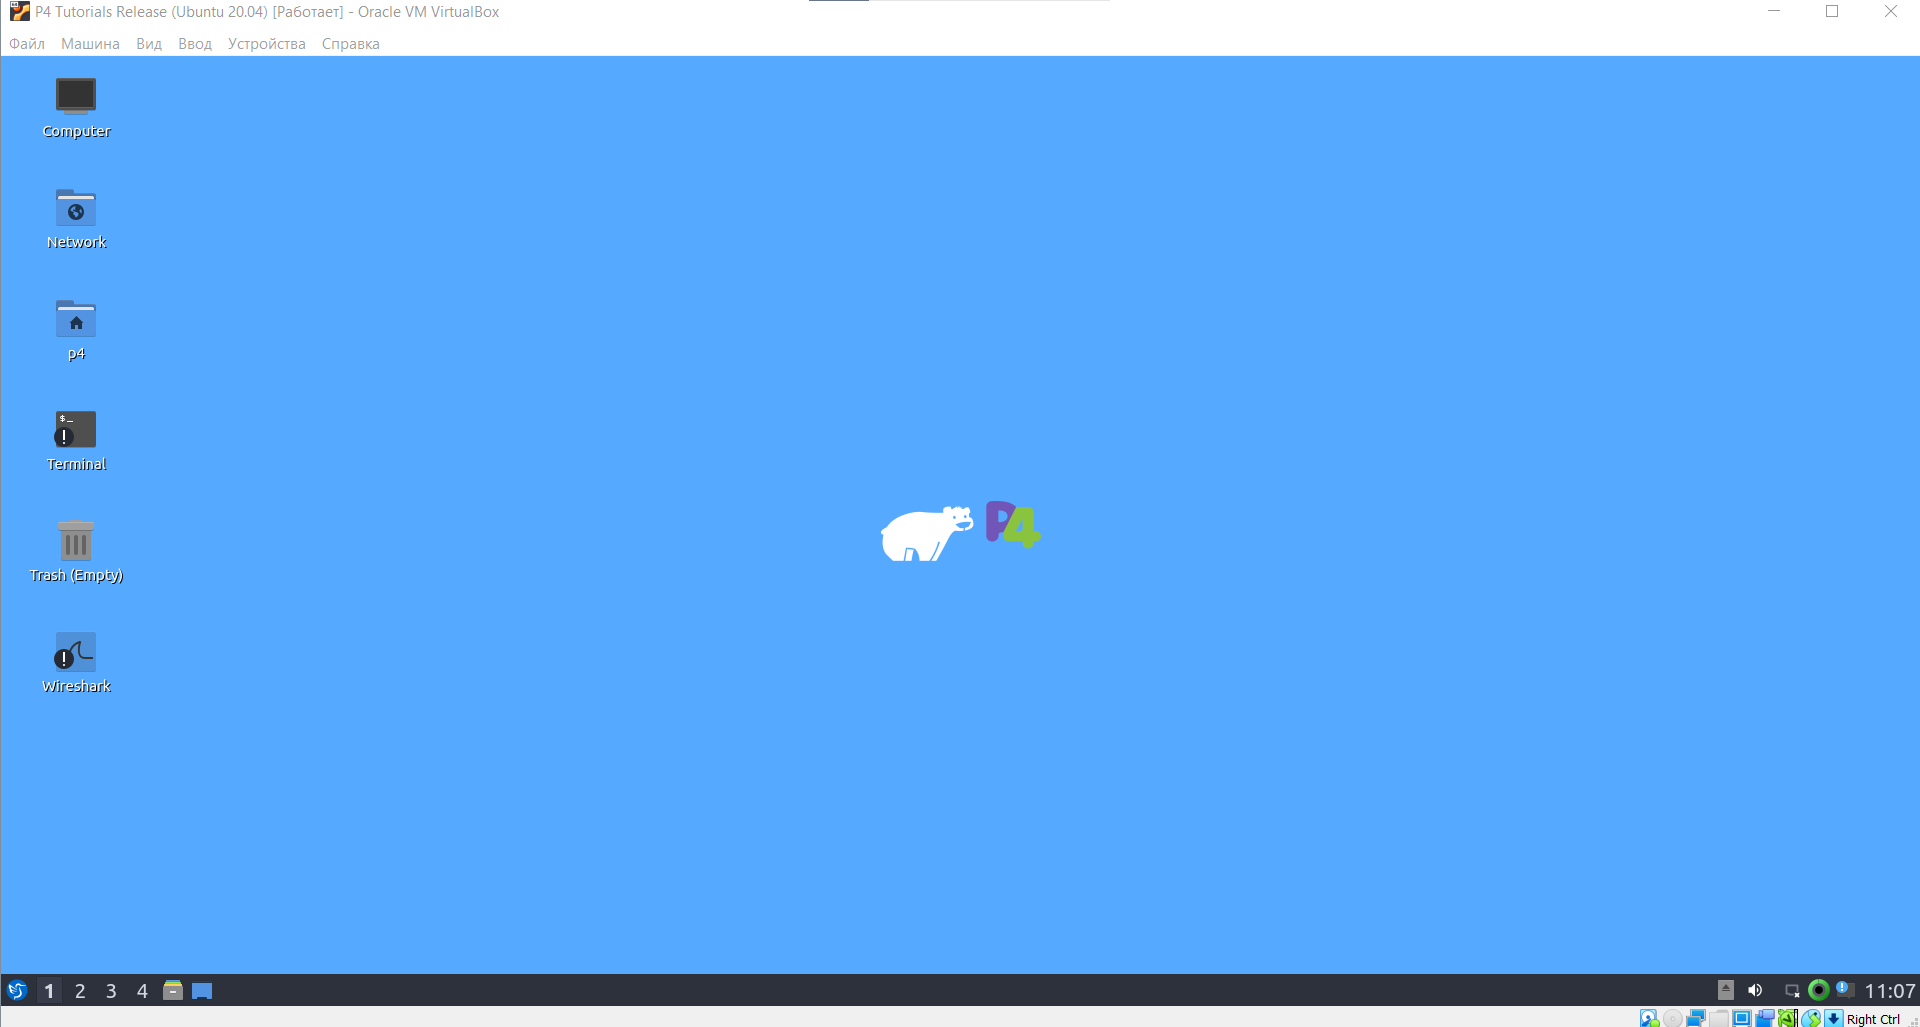 P4 Tutorials Release (Ubuntu 20.04) [Работает] - Oracle VM VirtualBox
Файл Машина Вид Ввод Устройства Справка
Computer
Network
p4
$_
Terminal
Trash (Empty)
Wireshark
P4
1 2 3 4 11:07
Right Ctrl